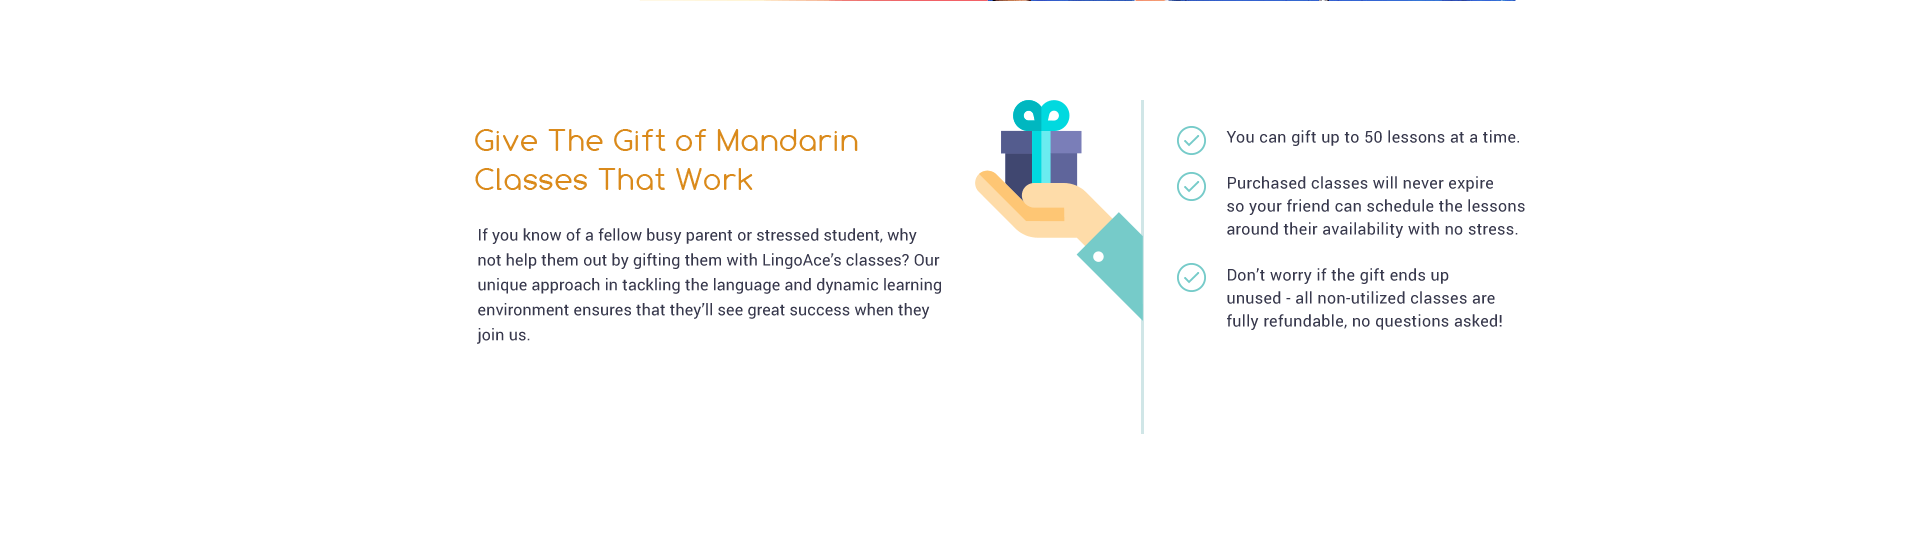 Give The Gift of Mandarin
Classes That Work
If you know of a fellow busy parent or stressed student, why
not help them out by gifting them with LingoAce’s classes? Our
unique approach in tackling the language and dynamic learning
environment ensures that they’ll see great success when they
join us.
You can gift up to 50 lessons at a time.
Purchased classes will never expire
so your friend can schedule the lessons
around their availability with no stress.
Don’t worry if the gift ends up
unused - all non-utilized classes are
fully refundable, no questions asked!